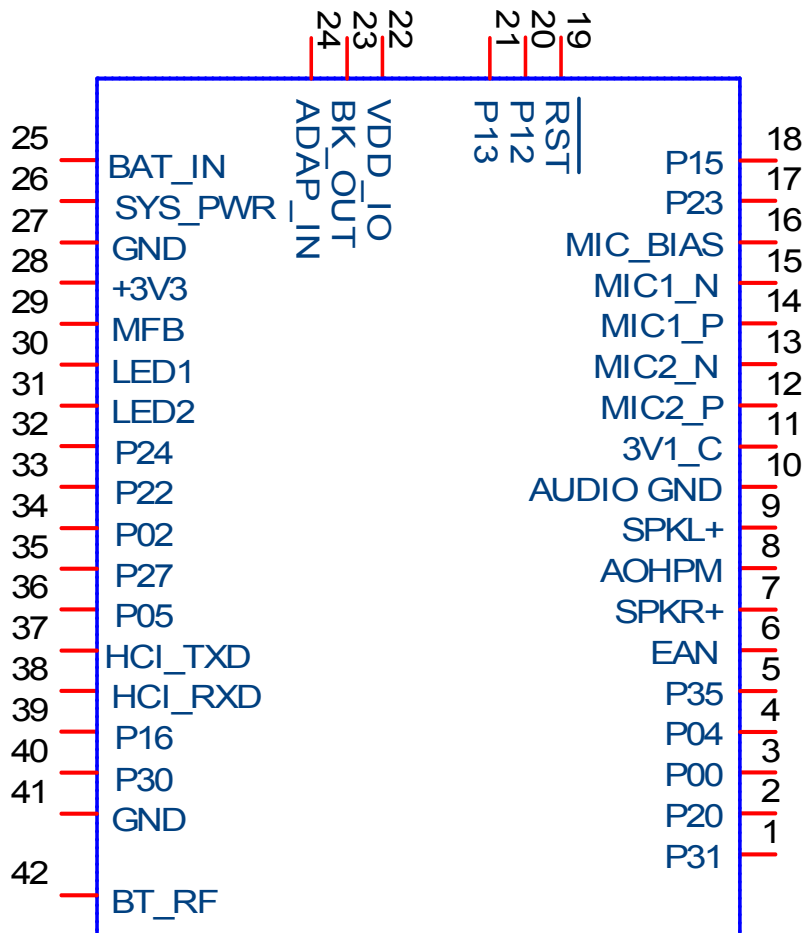 24 23 22 21 20 19
ADAP_IN BK_OUT VDD_IO P13 P12 RST
25 BAT_IN
26 SYS_PWR
27 GND
28 +3V3
29 MFB
30 LED1
31 LED2
32 P24
33 P22
34 P02
35 P27
36 P05
37 HCI_TXD
38 HCI_RXD
39 P16
40 P30
41 GND
42 BT_RF
P15 18
P23 17
MIC_BIAS 16
MIC1_N 15
MIC1_P 14
MIC2_N 13
MIC2_P 12
3V1_C 11
AUDIO GND 10
SPKL+ 9
AOHPM 8
SPKR+ 7
EAN 6
P35 5
P04 4
P00 3
P20 2
P31 1